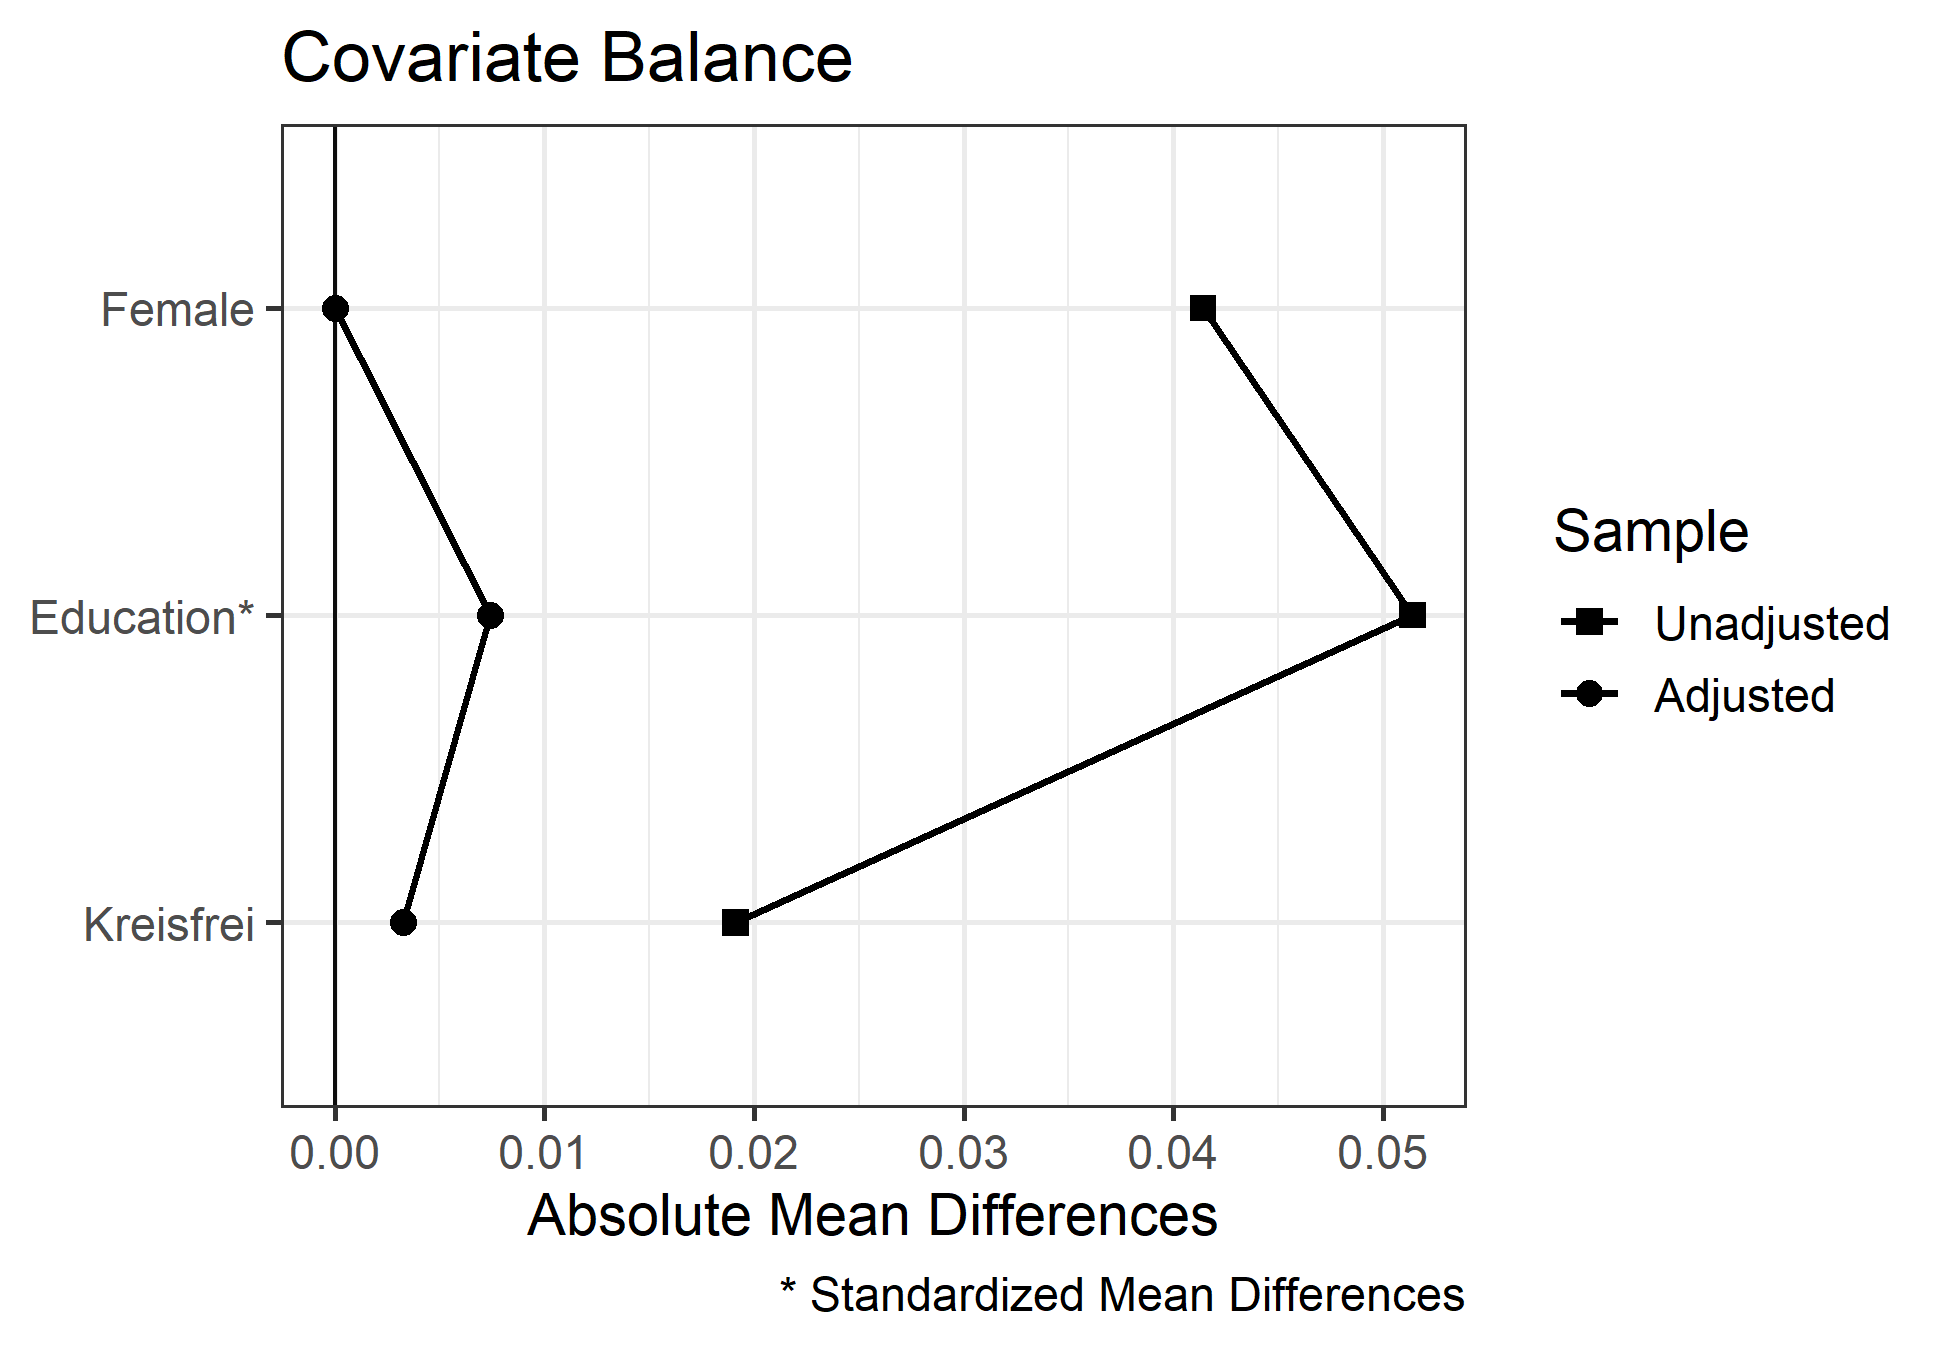 Covariate Balance
Female
Education*
Kreisfrei
0.00 0.01 0.02 0.03 0.04 0.05
Absolute Mean Differences
* Standardized Mean Differences
Sample
Unadjusted
Adjusted